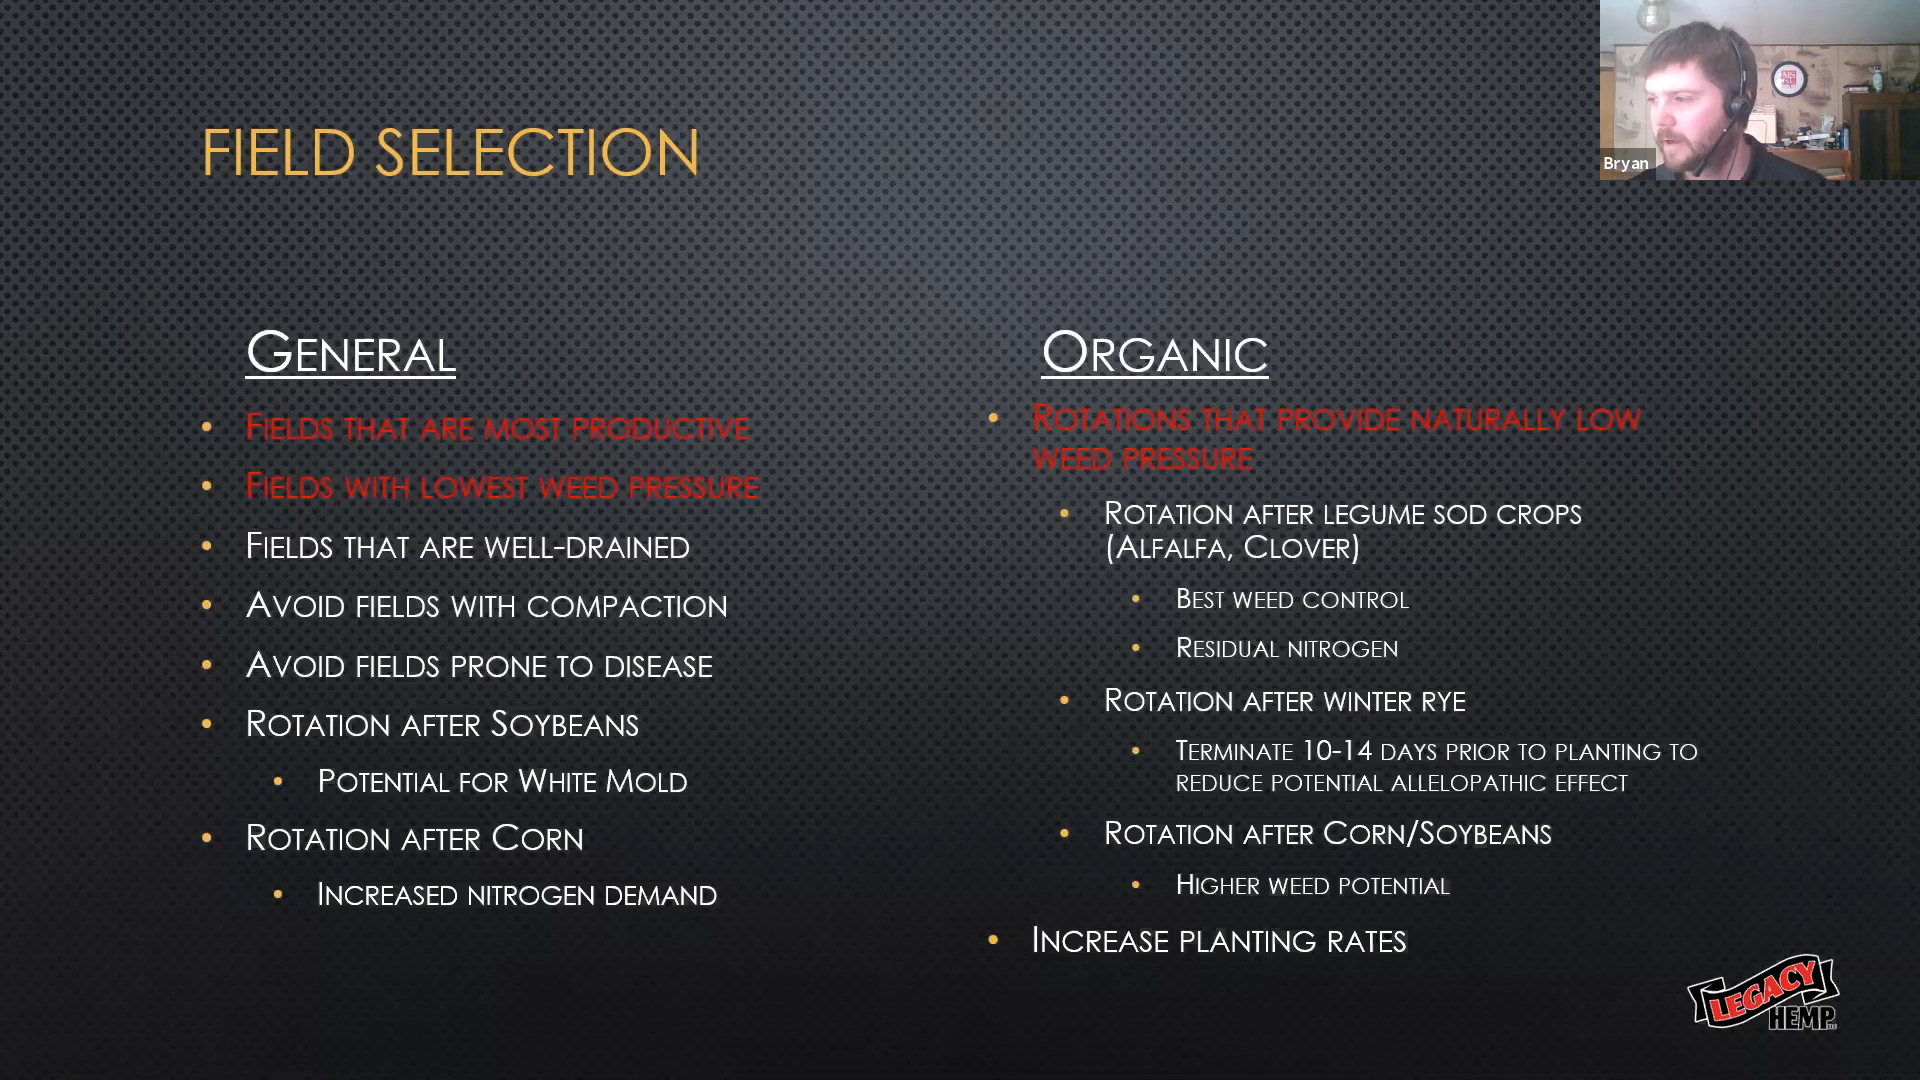 FIELD SELECTION
Bryan
GENERAL
FIELDS THAT ARE MOST PRODUCTIVE
FIELDS WITH LOWEST WEED PRESSURE
FIELDS THAT ARE WELL-DRAINED
AVOID FIELDS WITH COMPACTION
AVOID FIELDS PRONE TO DISEASE
ROTATION AFTER SOYBEANS
POTENTIAL FOR WHITE MOLD
ROTATION AFTER CORN
INCREASED NITROGEN DEMAND
ORGANIC
ROTATIONS THAT PROVIDE NATURALLY LOW
WEED PRESSURE
ROTATION AFTER LEGUME SOD CROPS
(ALFALFA, CLOVER)
BEST WEED CONTROL
RESIDUAL NITROGEN
ROTATION AFTER WINTER RYE
TERMINATE 10-14 DAYS PRIOR TO PLANTING TO
REDUCE POTENTIAL ALLELOPATHIC EFFECT
ROTATION AFTER CORN/SOYBEANS
HIGHER WEED POTENTIAL
INCREASE PLANTING RATES
LEGACY
HEMP